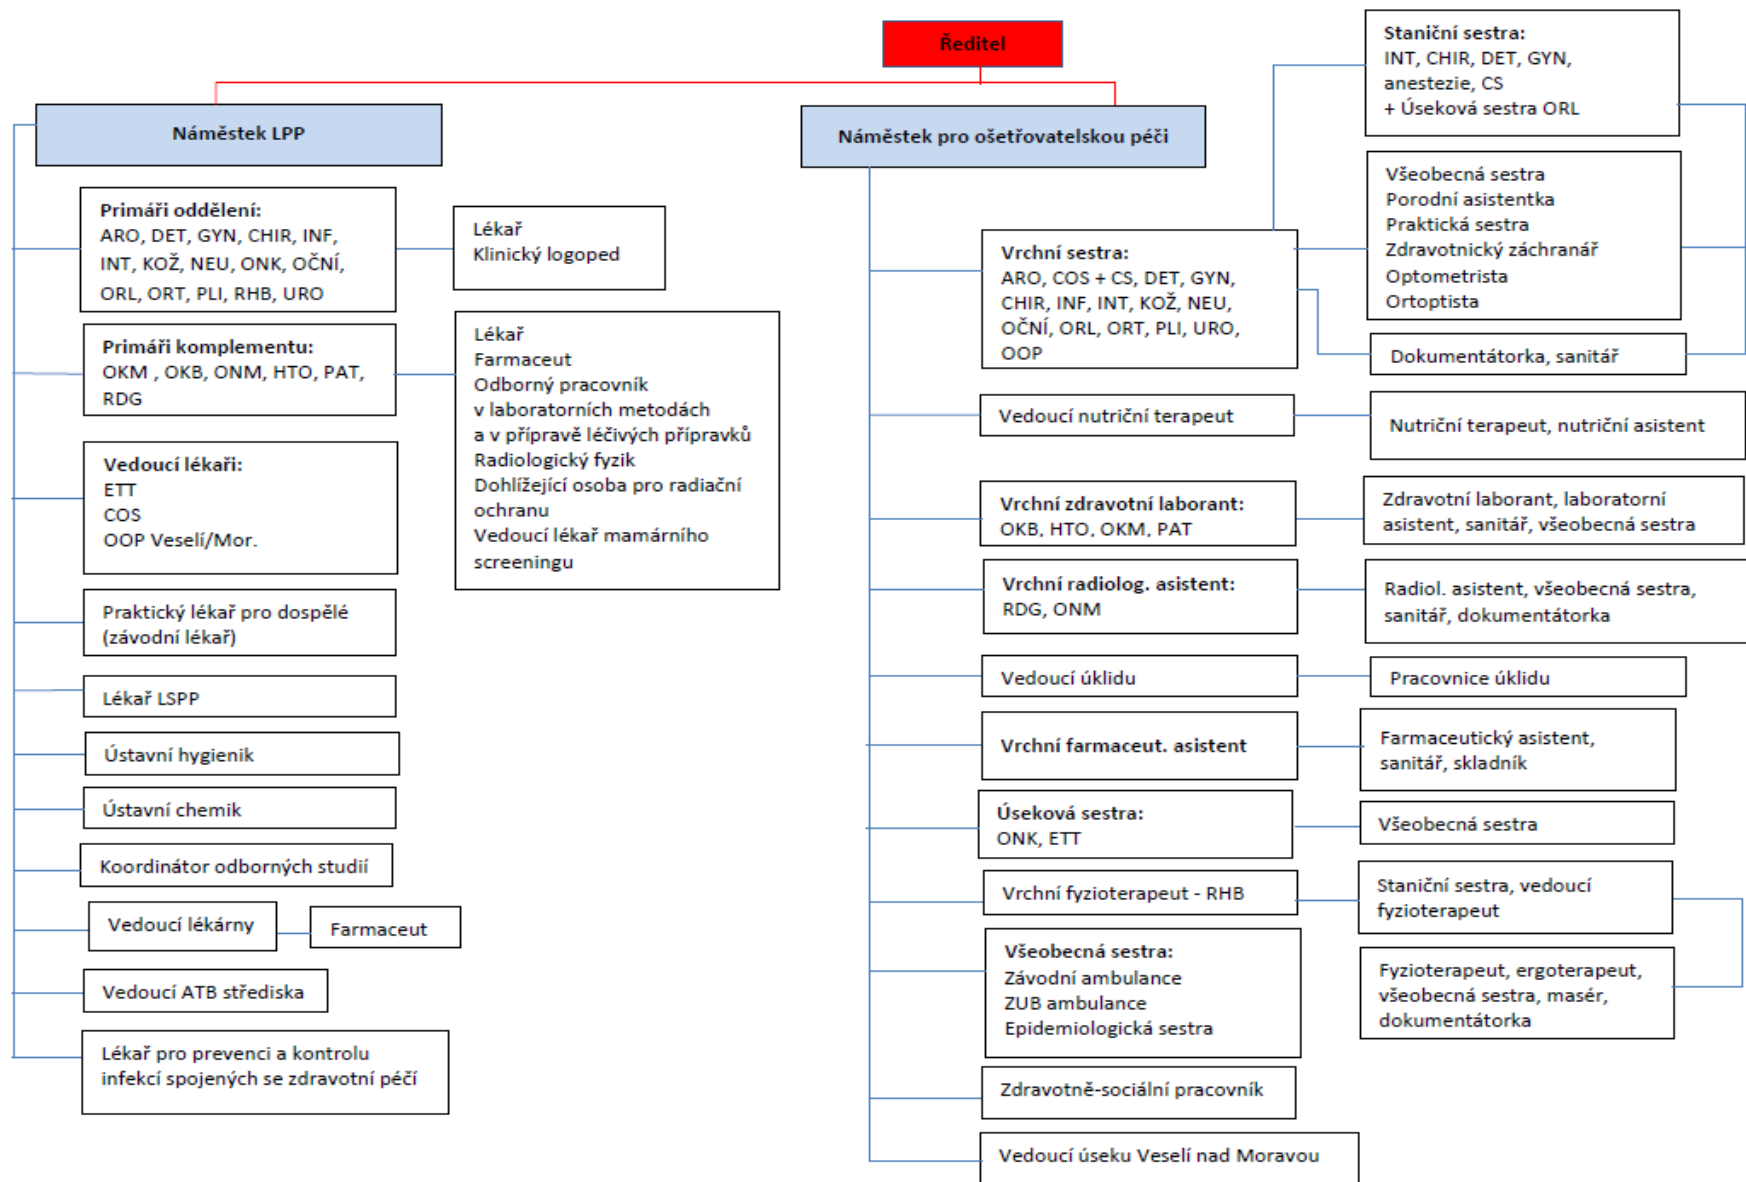 Ředitel
Náměstek LPP
Primáři oddělení:
ARO, DET, GYN, CHIR, INF,
INT, KOŽ, NEU, ONK, OČNÍ,
ORL, ORT, PLI, RHB, URO
Lékař
Klinický logoped
Primáři komplementu:
OKM , OKB, ONM, HTO, PAT,
RDG
Lékař
Farmaceut
Odborný pracovník
v laboratorních metodách
a v přípravě léčivých přípravků
Radiologický fyzik
Dohlížející osoba pro radiační
ochranu
Vedoucí lékař mamárního
screeningu
Vedoucí lékaři:
ETT
COS
OOP Veselí/Mor.
Praktický lékař pro dospělé
(závodní lékař)
Lékař LSPP
Ústavní hygienik
Ústavní chemik
Koordinátor odborných studií
Vedoucí lékárny
Farmaceut
Vedoucí ATB střediska
Lékař pro prevenci a kontrolu
infekcí spojených se zdravotní péčí
Náměstek pro ošetřovatelskou péči
Vrchní sestra:
ARO, COS + CS, DET, GYN,
CHIR, INF, INT, KOŽ, NEU,
OČNÍ, ORL, ORT, PLI, URO,
OOP
Staniční sestra:
INT, CHIR, DET, GYN,
anestezie, CS
+ Úseková sestra ORL
Všeobecná sestra
Porodní asistentka
Praktická sestra
Zdravotnický záchranář
Optometrista
Ortoptista
Dokumentátorka, sanitář
Vedoucí nutriční terapeut
Nutriční terapeut, nutriční asistent
Vrchní zdravotní laborant:
OKB, HTO, OKM, PAT
Zdravotní laborant, laboratorní
asistent, sanitář, všeobecná sestra
Vrchní radiolog. asistent:
RDG, ONM
Radiol. asistent, všeobecná sestra,
sanitář, dokumentátorka
Vedoucí úklidu
Pracovnice úklidu
Vrchní farmaceut. asistent
Farmaceutický asistent,
sanitář, skladník
Úseková sestra:
ONK, ETT
Všeobecná sestra
Vrchní fyzioterapeut - RHB
Staniční sestra, vedoucí
fyzioterapeut
Fyzioterapeut, ergoterapeut,
všeobecná sestra, masér,
dokumentátorka
Všeobecná sestra:
Závodní ambulance
ZUB ambulance
Epidemiologická sestra
Zdravotně-sociální pracovník
Vedoucí úseku Veselí nad Moravou